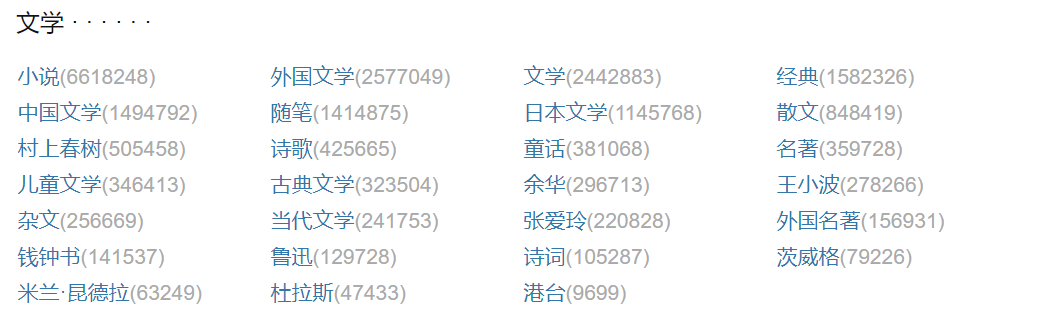 文学 · · · · · ·
小说(6618248) 外国文学(2577049) 文学(2442883) 经典(1582326)
中国文学(1494792) 随笔(1414875) 日本文学(1145768) 散文(848419)
村上春树(505458) 诗歌(425665) 童话(381068) 名著(359728)
儿童文学(346413) 古典文学(323504) 余华(296713) 王小波(278266)
杂文(256669) 当代文学(241753) 张爱玲(220828) 外国名著(156931)
钱钟书(141537) 鲁迅(129728) 诗词(105287) 茨威格(79226)
米兰·昆德拉(63249) 杜拉斯(47433) 港台(9699)